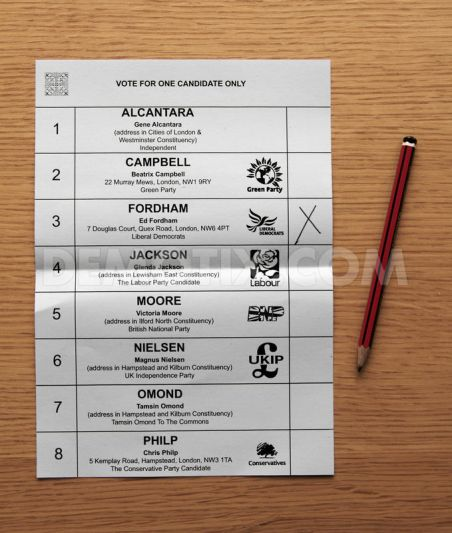 VOTE FOR ONE CANDIDATE ONLY
1
ALCANTARA
Gene Alcantara
(address in Cities of London &
Westminster Constituency)
Independent
2
CAMPBELL
Beatrix Campbell
22 Murray Mews, London, NW1 9RY
Green Party
Green Party
3
FORDHAM
Ed Fordham
7 Douglas Court, Quex Road, London, NW6 4PT
Liberal Democrats
LIBERAL
DEMOCRATS
X
4
JACKSON
Glenda Jackson
(address in Lewisham East Constituency)
The Labour Party Candidate
Labour
DEMOTIX.COM
5
MOORE
Victoria Moore
(address in Ilford North Constituency)
British National Party
BNP
6
NIELSEN
Magnus Nielsen
(address in Hampstead and Kilburn Constituency)
UK Independence Party
UKIP
£
7
OMOND
Tamsin Omond
(address in Hampstead and Kilburn Constituency)
Tamsin Omond To The Commons
8
PHILP
Chris Philp
5 Kemplay Road, Hampstead, London, NW3 1TA
The Conservative Party Candidate
Conservatives